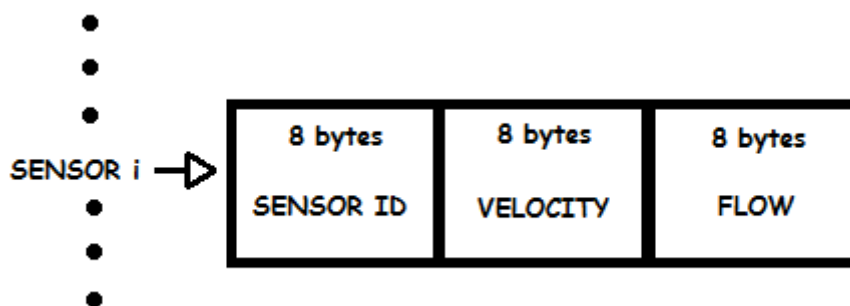 8 bytes 8 bytes 8 bytes
SENSOR i
SENSOR ID VELOCITY FLOW